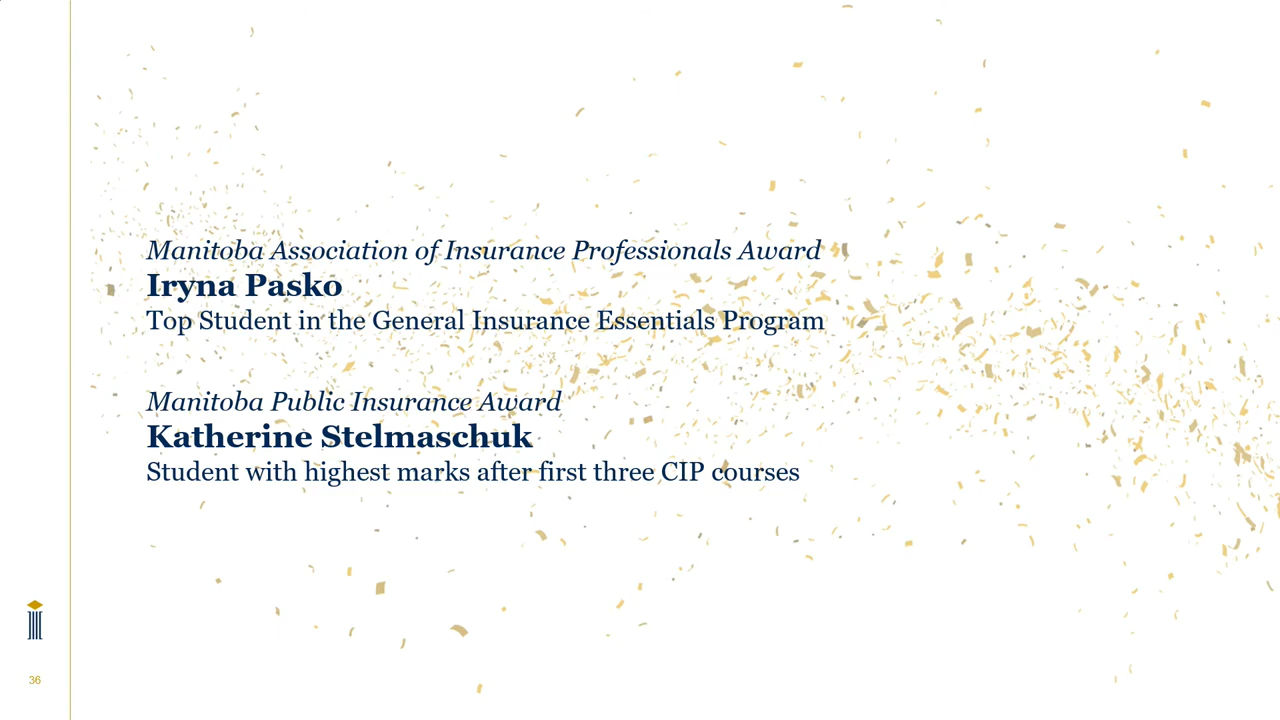 Manitoba Association of Insurance Professionals Award
Iryna Pasko
Top Student in the General Insurance Essentials Program
Manitoba Public Insurance Award
Katherine Stelmaschuk
Student with highest marks after first three CIP courses
36